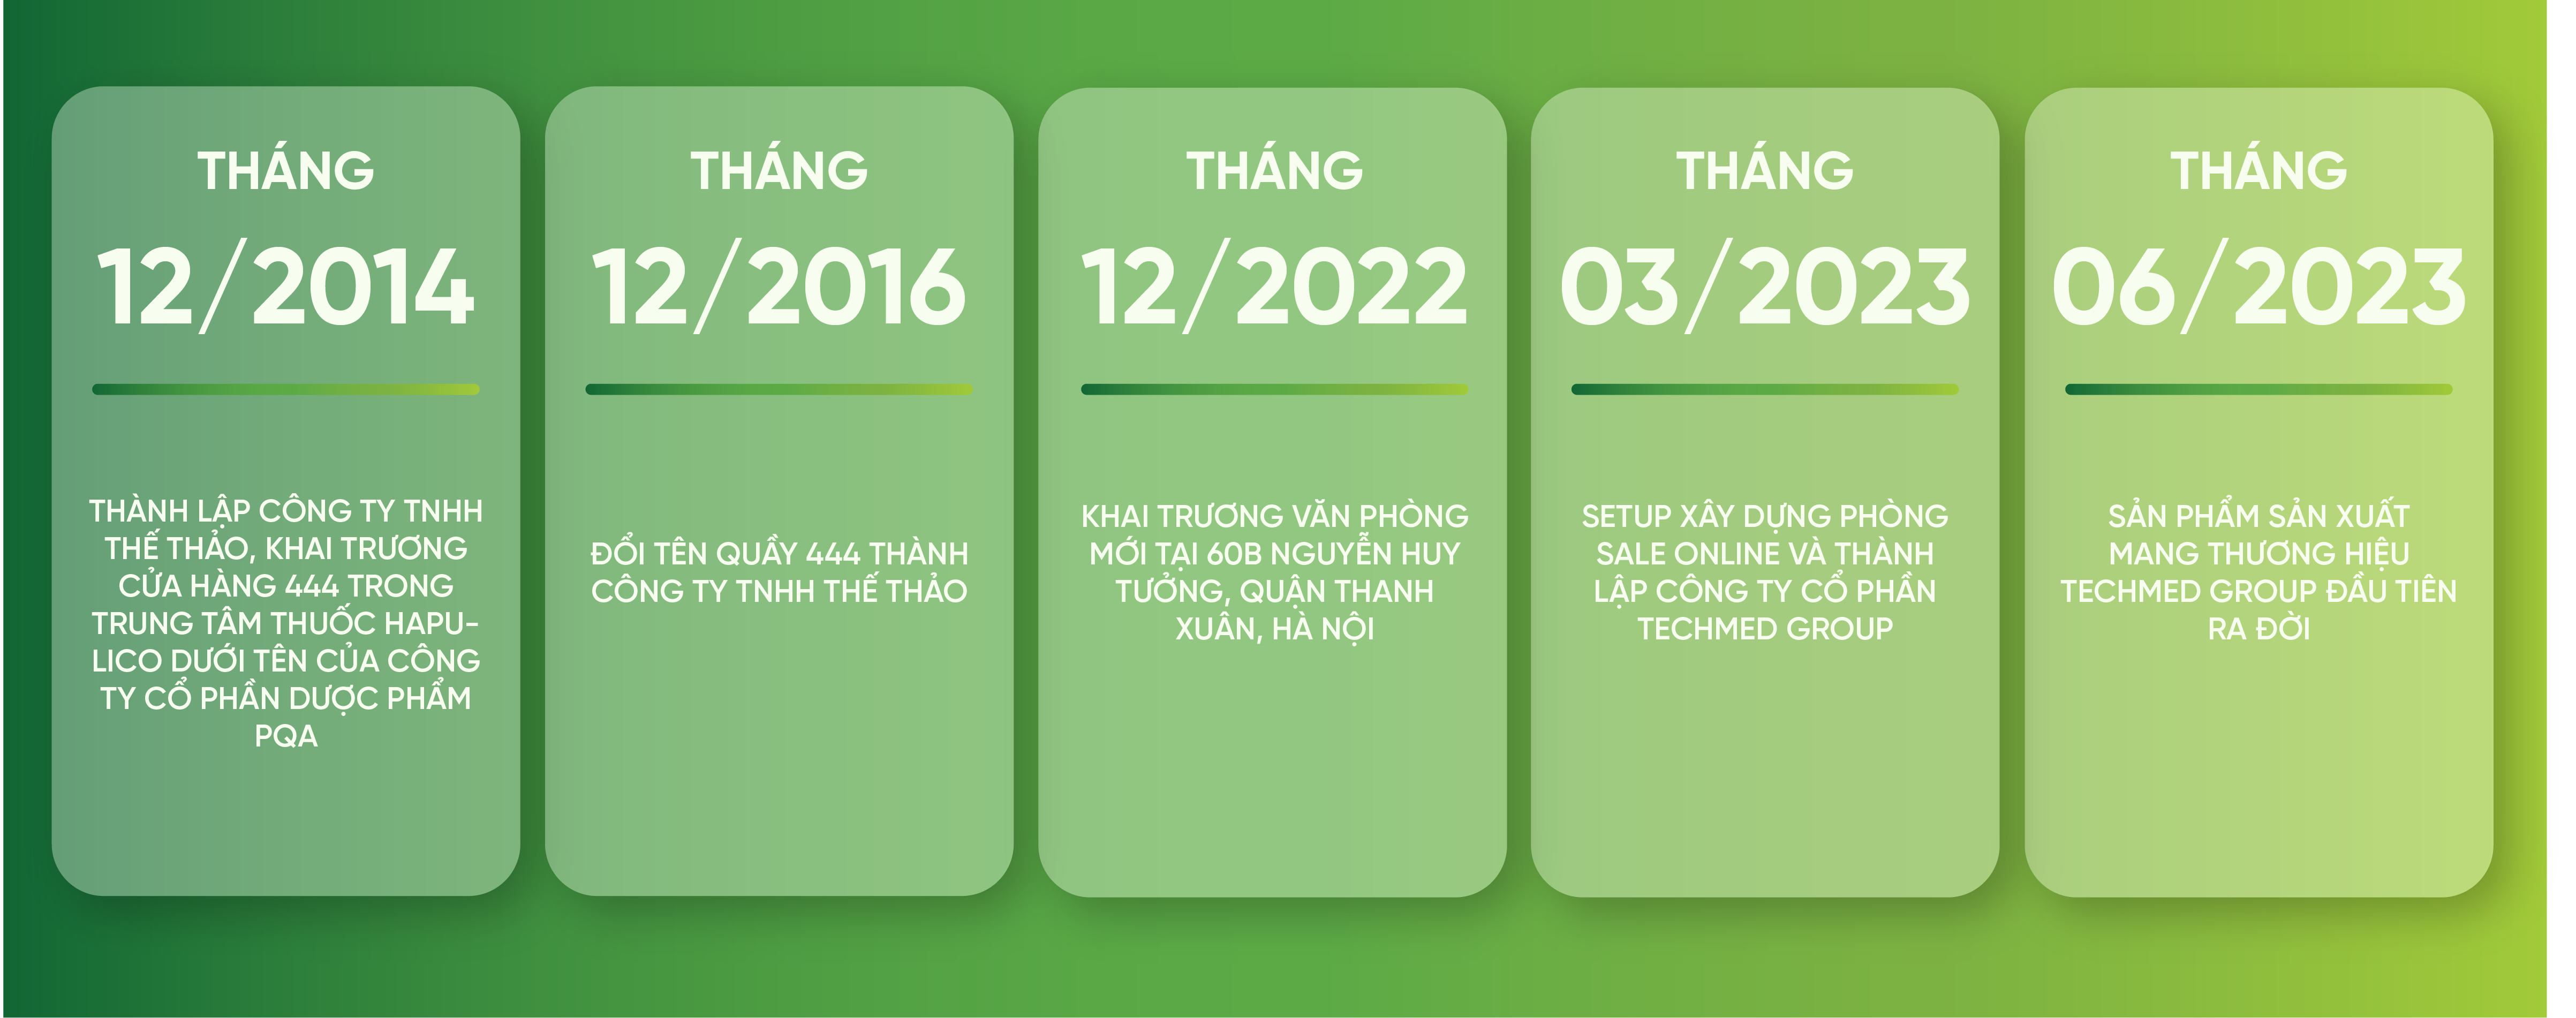 THÁNG
12/2014
THÀNH LẬP CÔNG TY TNHH
THẾ THẢO, KHAI TRƯƠNG
CỬA HÀNG 444 TRONG
TRUNG TÂM THUỐC HAPU-
LICO DƯỚI TÊN CỦA CÔNG
TY CỔ PHẦN DƯỢC PHẨM
PQA
THÁNG
12/2016
ĐỔI TÊN QUẦY 444 THÀNH
CÔNG TY TNHH THẾ THẢO
THÁNG
12/2022
KHAI TRƯƠNG VĂN PHÒNG
MỚI TẠI 60B NGUYỄN HUY
TƯỞNG, QUẬN THANH
XUÂN, HÀ NỘI
THÁNG
03/2023
SETUP XÂY DỰNG PHÒNG
SALE ONLINE VÀ THÀNH
LẬP CÔNG TY CỔ PHẦN
TECHMED GROUP
THÁNG
06/2023
SẢN PHẨM SẢN XUẤT
MANG THƯƠNG HIỆU
TECHMED GROUP ĐẦU TIÊN
RA ĐỜI